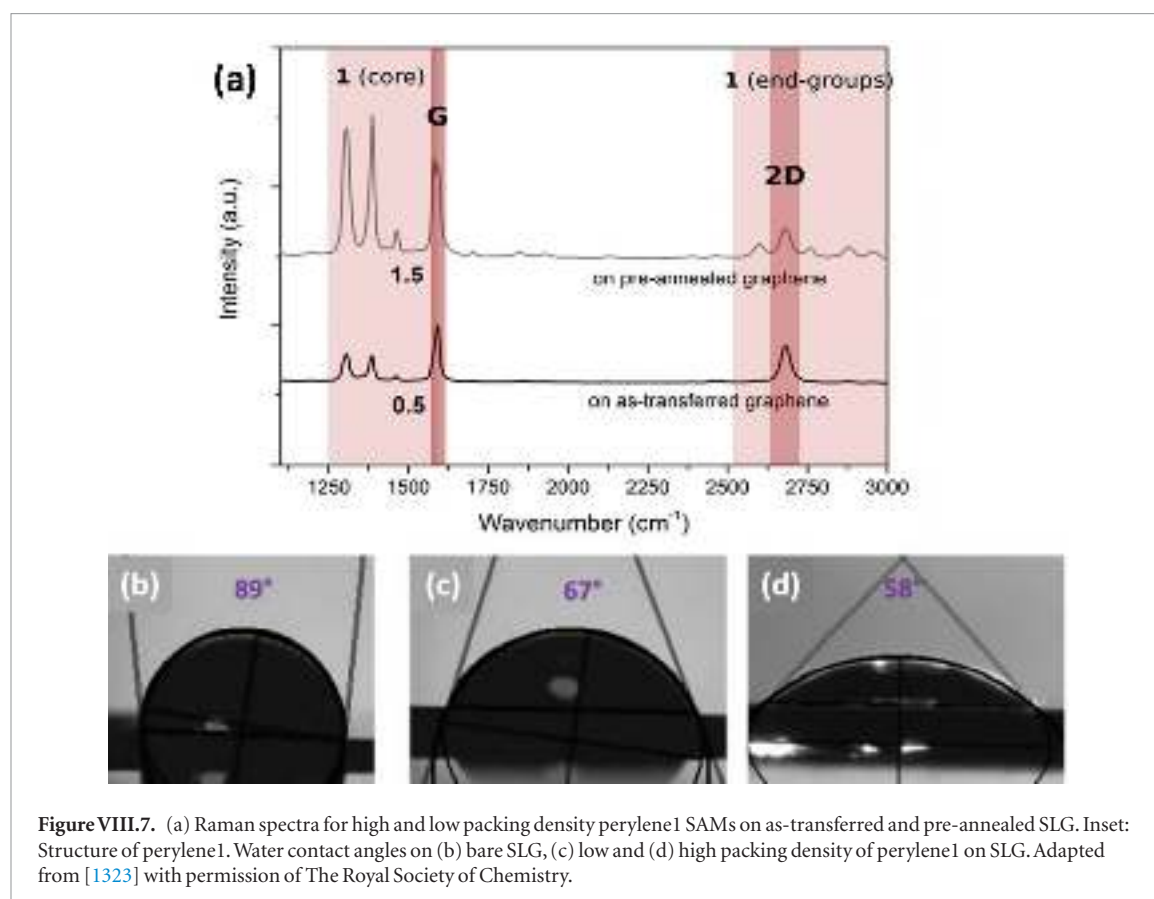 (a)
1 (core)
1 (end-groups)
G
2D
Intensity (a.u.)
1.5
on pre-annealed graphene
0.5
on as-transferred graphene
1250 1500 1750 2000 2250 2500 2750 3000
Wavenumber (cm⁻¹)
(b) 89° (c) 67° (d) 58°
Figure VIII.7. (a) Raman spectra for high and low packing density perylene1 SAMs on as-transferred and pre-annealed SLG. Inset:
Structure of perylene1. Water contact angles on (b) bare SLG, (c) low and (d) high packing density of perylene1 on SLG. Adapted
from [1323] with permission of The Royal Society of Chemistry.